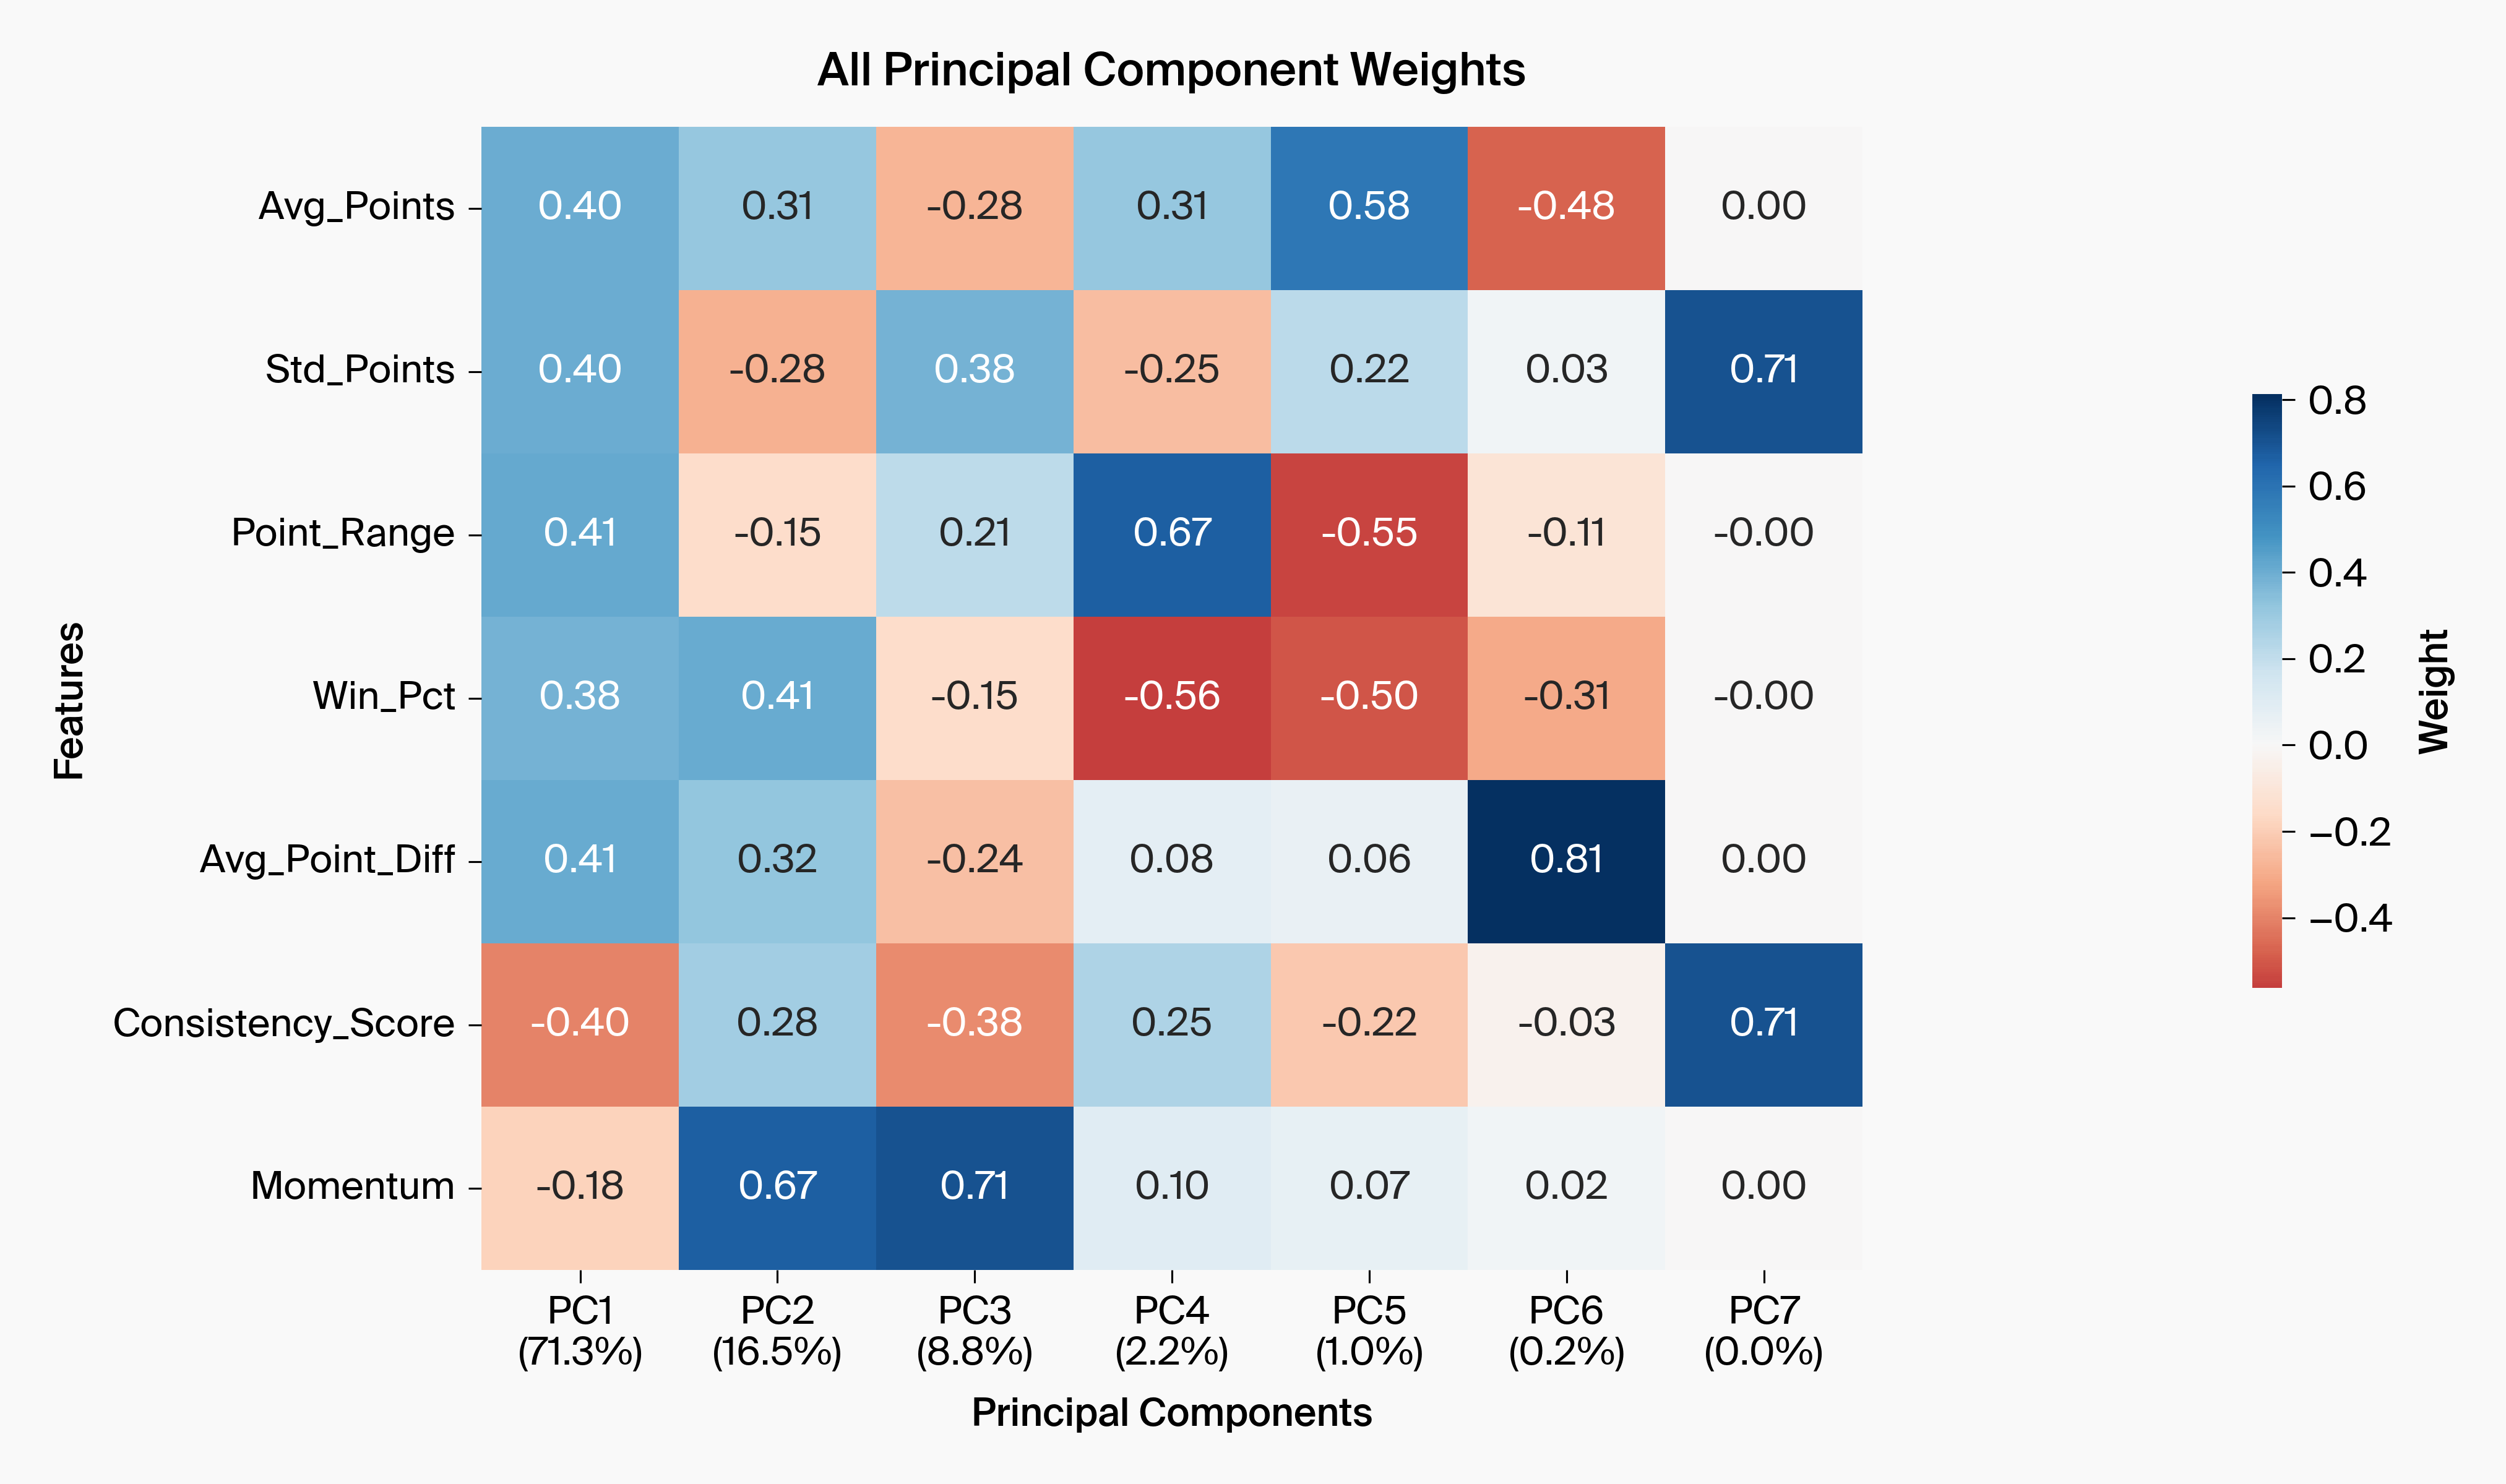 All Principal Component Weights
Features
Avg_Points 0.40 0.31 -0.28 0.31 0.58 -0.48 0.00
Std_Points 0.40 -0.28 0.38 -0.25 0.22 0.03 0.71
Point_Range 0.41 -0.15 0.21 0.67 -0.55 -0.11 -0.00
Win_Pct 0.38 0.41 -0.15 -0.56 -0.50 -0.31 -0.00
Avg_Point_Diff 0.41 0.32 -0.24 0.08 0.06 0.81 0.00
Consistency_Score -0.40 0.28 -0.38 0.25 -0.22 -0.03 0.71
Momentum -0.18 0.67 0.71 0.10 0.07 0.02 0.00
PC1 PC2 PC3 PC4 PC5 PC6 PC7
(71.3%) (16.5%) (8.8%) (2.2%) (1.0%) (0.2%) (0.0%)
Principal Components
0.8
0.6
0.4
0.2
0.0
−0.2
−0.4
Weight